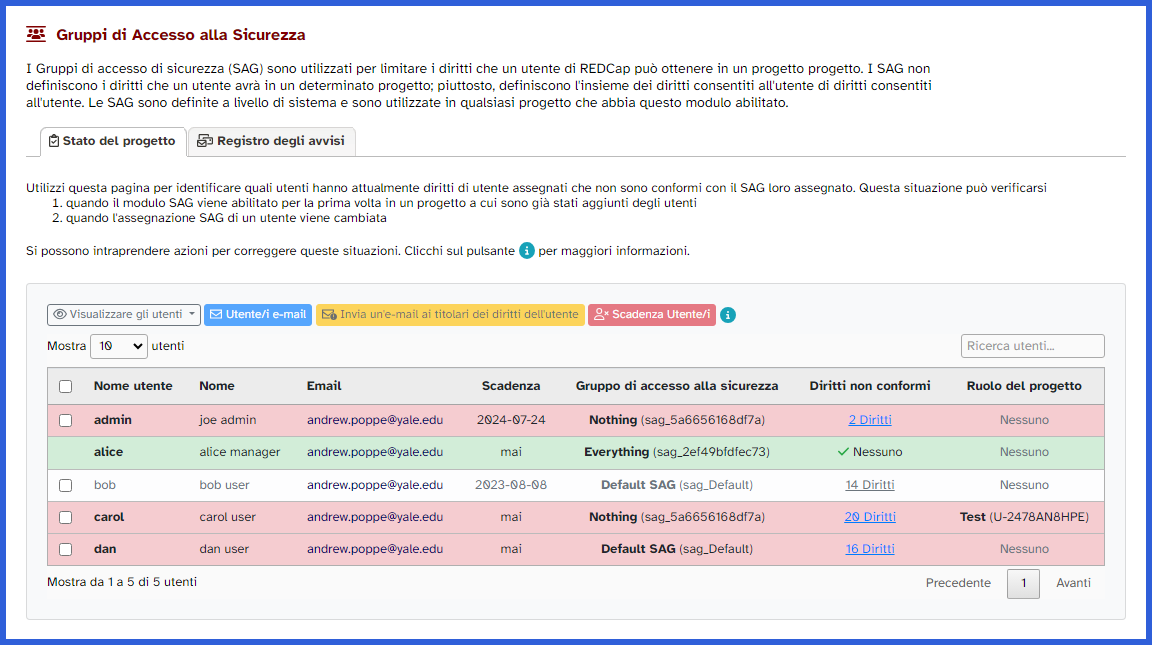 Gruppi di Accesso alla Sicurezza
I Gruppi di accesso di sicurezza (SAG) sono utilizzati per limitare i diritti che un utente di REDCap può ottenere in un progetto progetto. I SAG non
definiscono i diritti che un utente avrà in un determinato progetto; piuttosto, definiscono l'insieme dei diritti consentiti all'utente di diritti consentiti
all'utente. Le SAG sono definite a livello di sistema e sono utilizzate in qualsiasi progetto che abbia questo modulo abilitato.
Stato del progetto Registro degli avvisi
Utilizzi questa pagina per identificare quali utenti hanno attualmente diritti di utente assegnati che non sono conformi con il SAG loro assegnato. Questa situazione può verificarsi
1. quando il modulo SAG viene abilitato per la prima volta in un progetto a cui sono già stati aggiunti degli utenti
2. quando l'assegnazione SAG di un utente viene cambiata
Si possono intraprendere azioni per correggere queste situazioni. Clicchi sul pulsante i per maggiori informazioni.
Visualizzare gli utenti Utente/i e-mail Invia un'e-mail ai titolari dei diritti dell'utente Scadenza Utente/i i
Mostra 10 utenti Ricerca utenti...
Nome utente Nome Email Scadenza Gruppo di accesso alla sicurezza Diritti non conformi Ruolo del progetto
admin joe admin andrew.poppe@yale.edu 2024-07-24 Nothing (sag_5a6656168df7a) 2 Diritti Nessuno
alice alice manager andrew.poppe@yale.edu mai Everything (sag_2ef49bfdfec73) Nessuno Nessuno
bob bob user andrew.poppe@yale.edu 2023-08-08 Default SAG (sag_Default) 14 Diritti Nessuno
carol carol user andrew.poppe@yale.edu mai Nothing (sag_5a6656168df7a) 20 Diritti Test (U-2478AN8HPE)
dan dan user andrew.poppe@yale.edu mai Default SAG (sag_Default) 16 Diritti Nessuno
Mostra da 1 a 5 di 5 utenti Precedente 1 Avanti